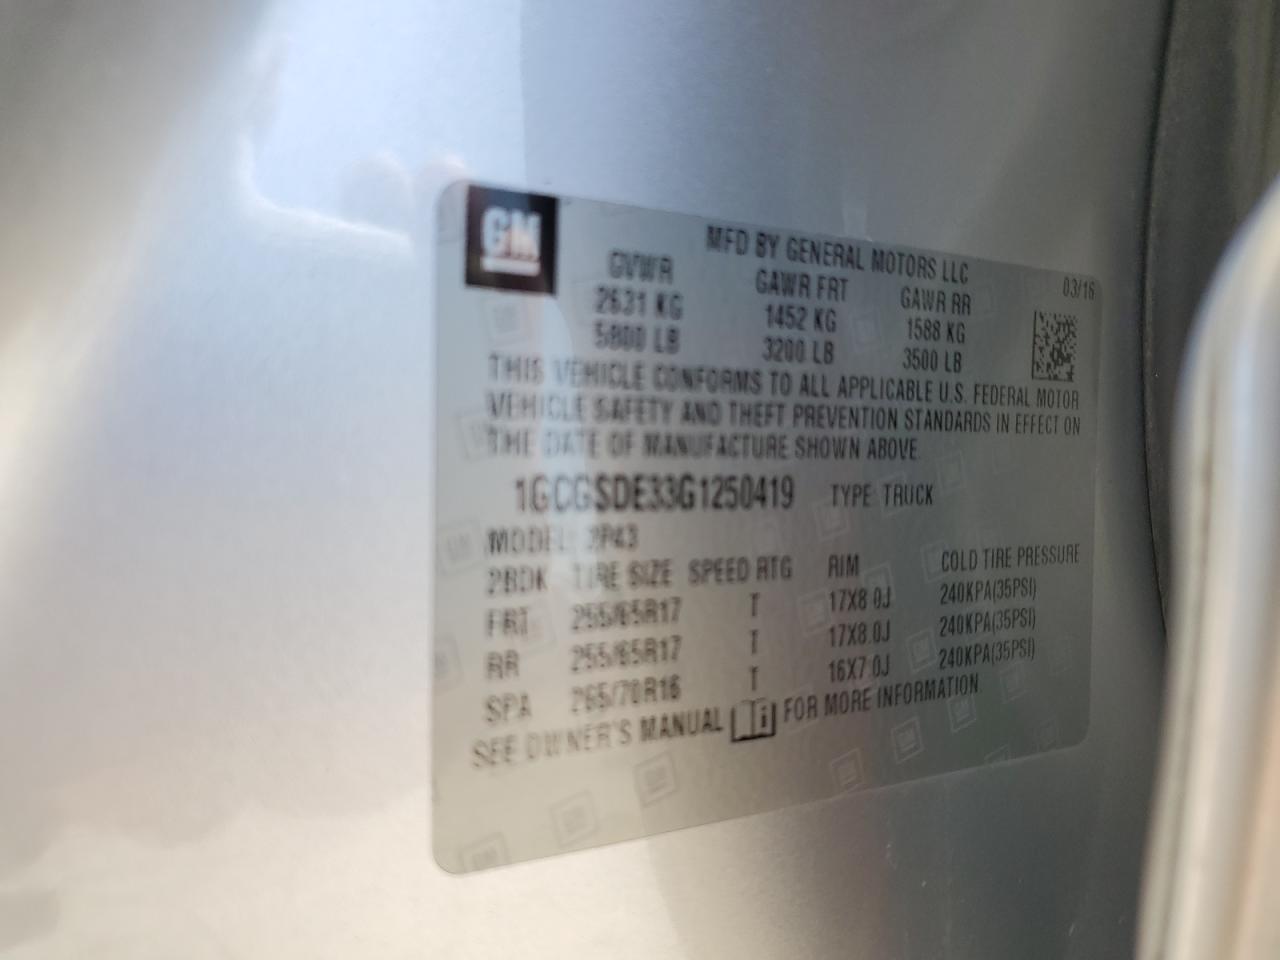 GM
MFD BY GENERAL MOTORS LLC
03/16
GVWR GAWR FRT GAWR RR
2631 KG 1452 KG 1588 KG
5800 LB 3200 LB 3500 LB
THIS VEHICLE CONFORMS TO ALL APPLICABLE U.S. FEDERAL MOTOR
VEHICLE SAFETY AND THEFT PREVENTION STANDARDS IN EFFECT ON
THE DATE OF MANUFACTURE SHOWN ABOVE.
1GCGSDE33G1250419 TYPE: TRUCK
MODEL: 2P43
2BDK TIRE SIZE SPEED RTG RIM COLD TIRE PRESSURE
FRT 255/65R17 T 17X8.0J 240KPA(35PSI)
RR 255/65R17 T 17X8.0J 240KPA(35PSI)
SPA 265/70R16 T 16X7.0J 240KPA(35PSI)
SEE OWNER'S MANUAL FOR MORE INFORMATION